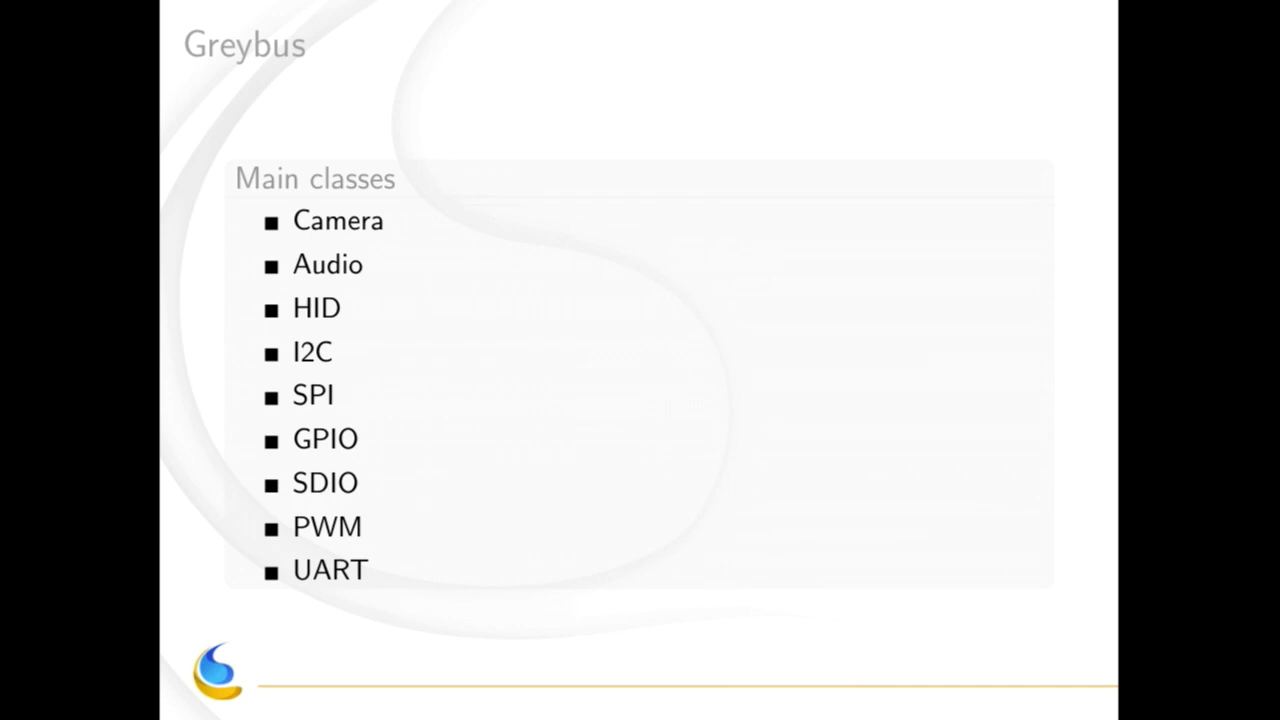 Greybus
Main classes
Camera
Audio
HID
I2C
SPI
GPIO
SDIO
PWM
UART